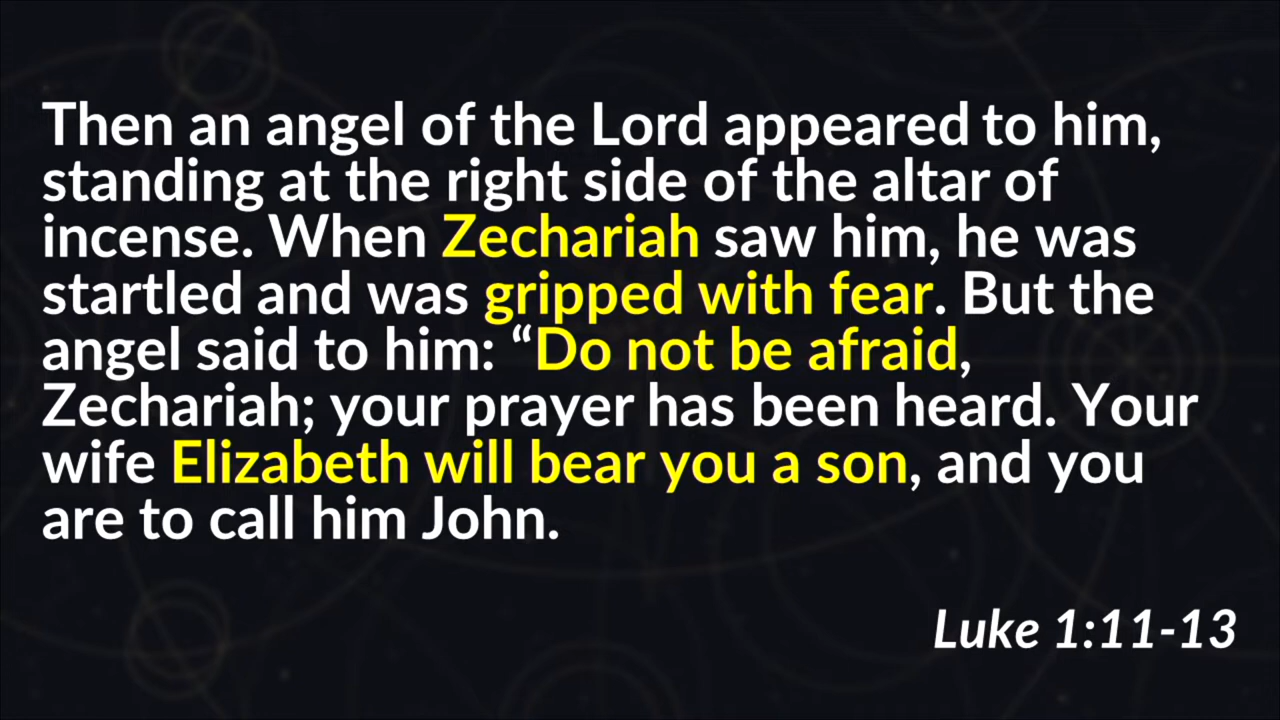 Then an angel of the Lord appeared to him,
standing at the right side of the altar of
incense. When Zechariah saw him, he was
startled and was gripped with fear. But the
angel said to him: “Do not be afraid,
Zechariah; your prayer has been heard. Your
wife Elizabeth will bear you a son, and you
are to call him John.
Luke 1:11-13